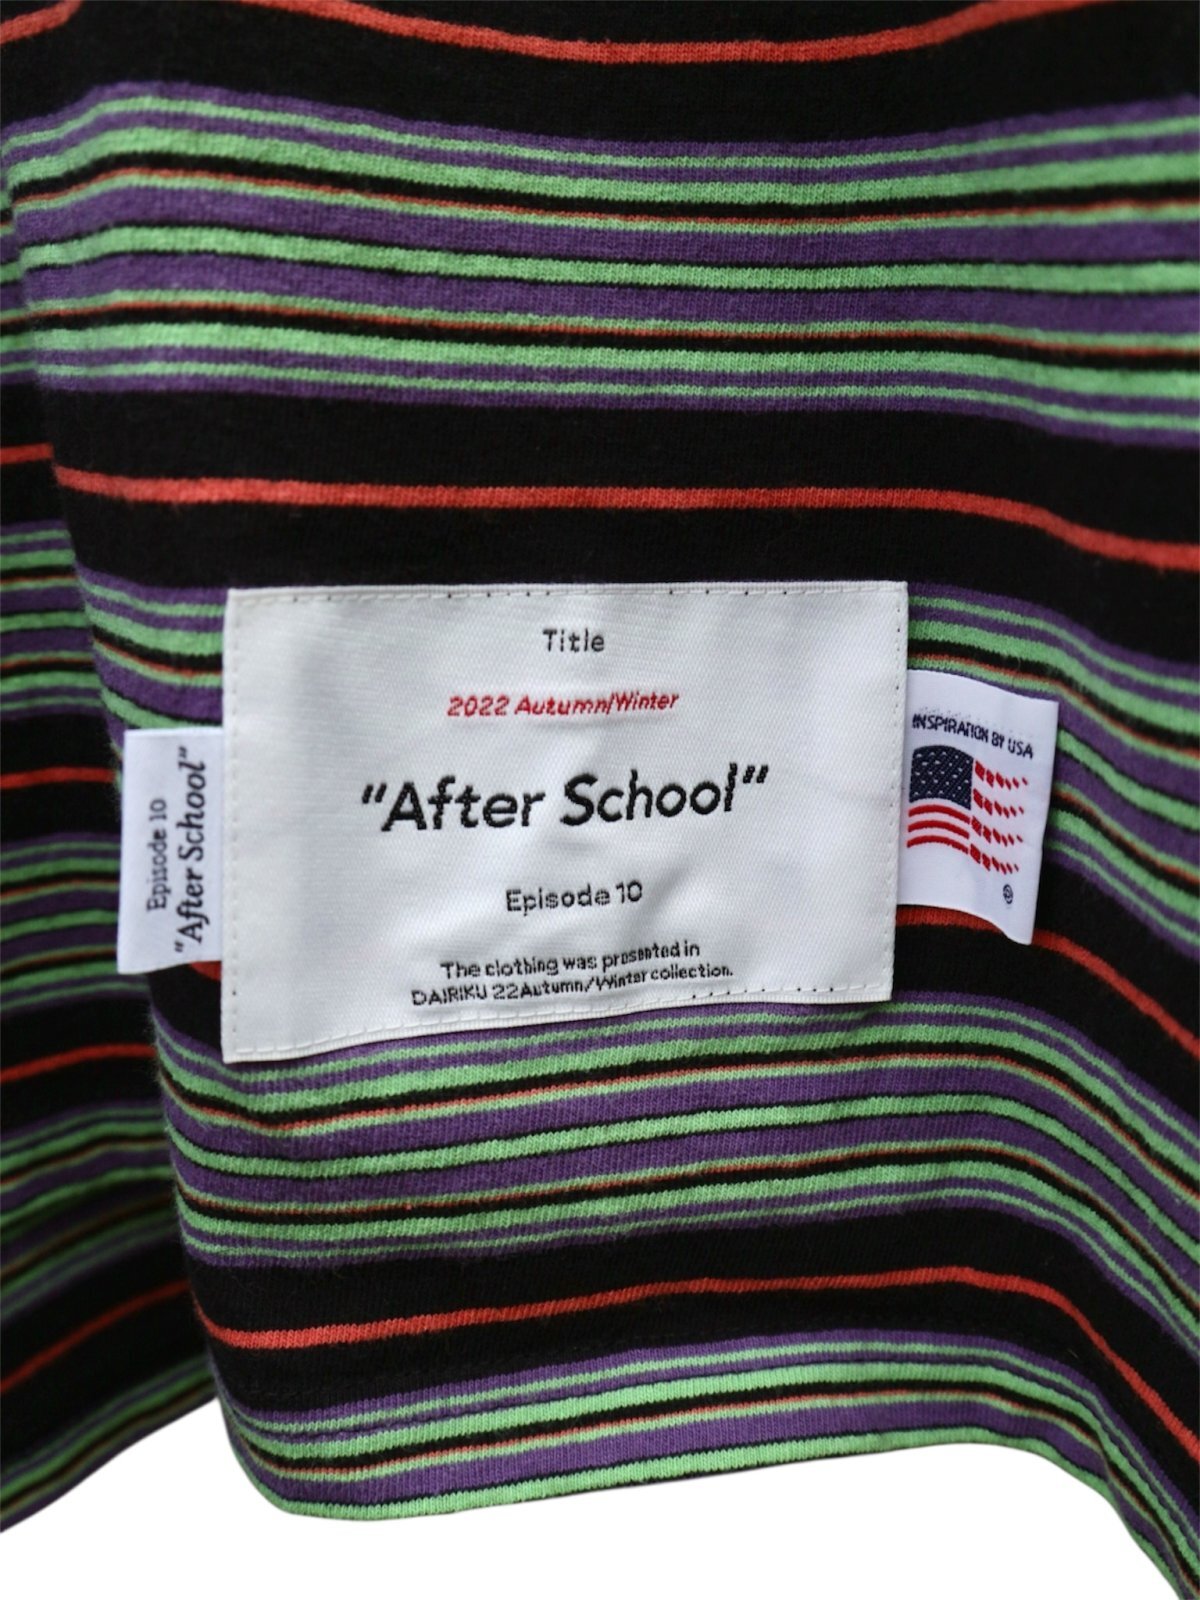 Title
2022 Autumn/Winter
"After School"
Episode 10
The clothing was presented in
DAIRIKU 22Autumn/Winter collection.
Episode 10
"After School"
INSPIRATION BY USA